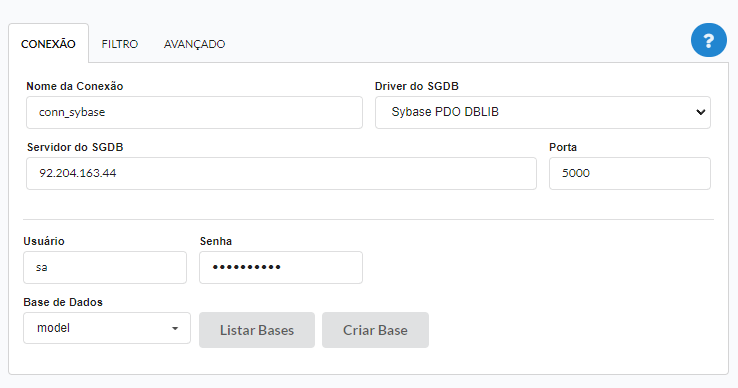 CONEXÃO FILTRO AVANÇADO ?
Nome da Conexão Driver do SGDB
conn_sybase Sybase PDO DBLIB
Servidor do SGDB Porta
92.204.163.44 5000
Usuário Senha
sa ••••••••••
Base de Dados
model Listar Bases Criar Base